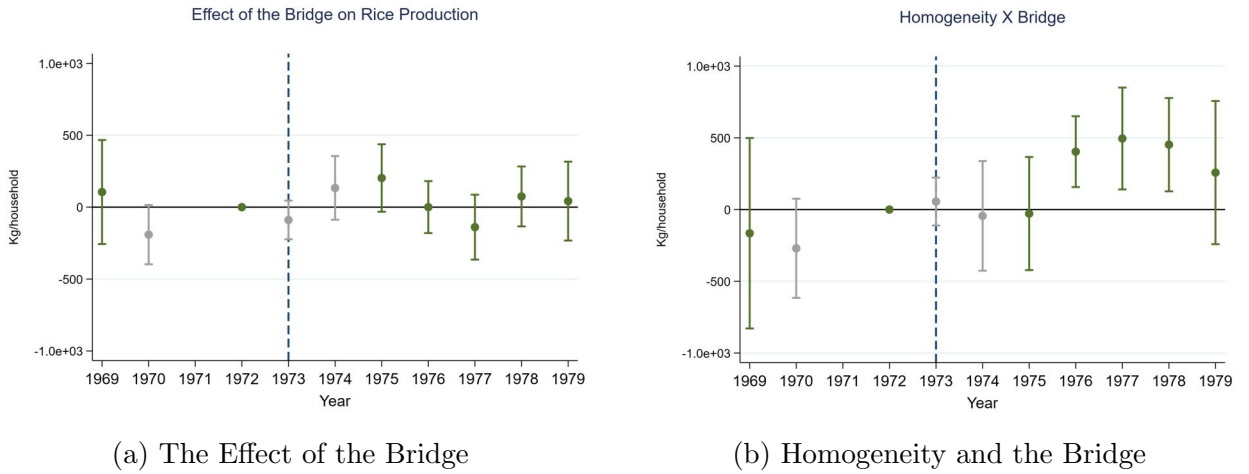 Effect of the Bridge on Rice Production
1.0e+03
500
0
-500
-1.0e+03
Kg/household
1969 1970 1971 1972 1973 1974 1975 1976 1977 1978 1979
Year
(a) The Effect of the Bridge
Homogeneity X Bridge
1.0e+03
500
0
-500
-1.0e+03
Kg/household
1969 1970 1971 1972 1973 1974 1975 1976 1977 1978 1979
Year
(b) Homogeneity and the Bridge